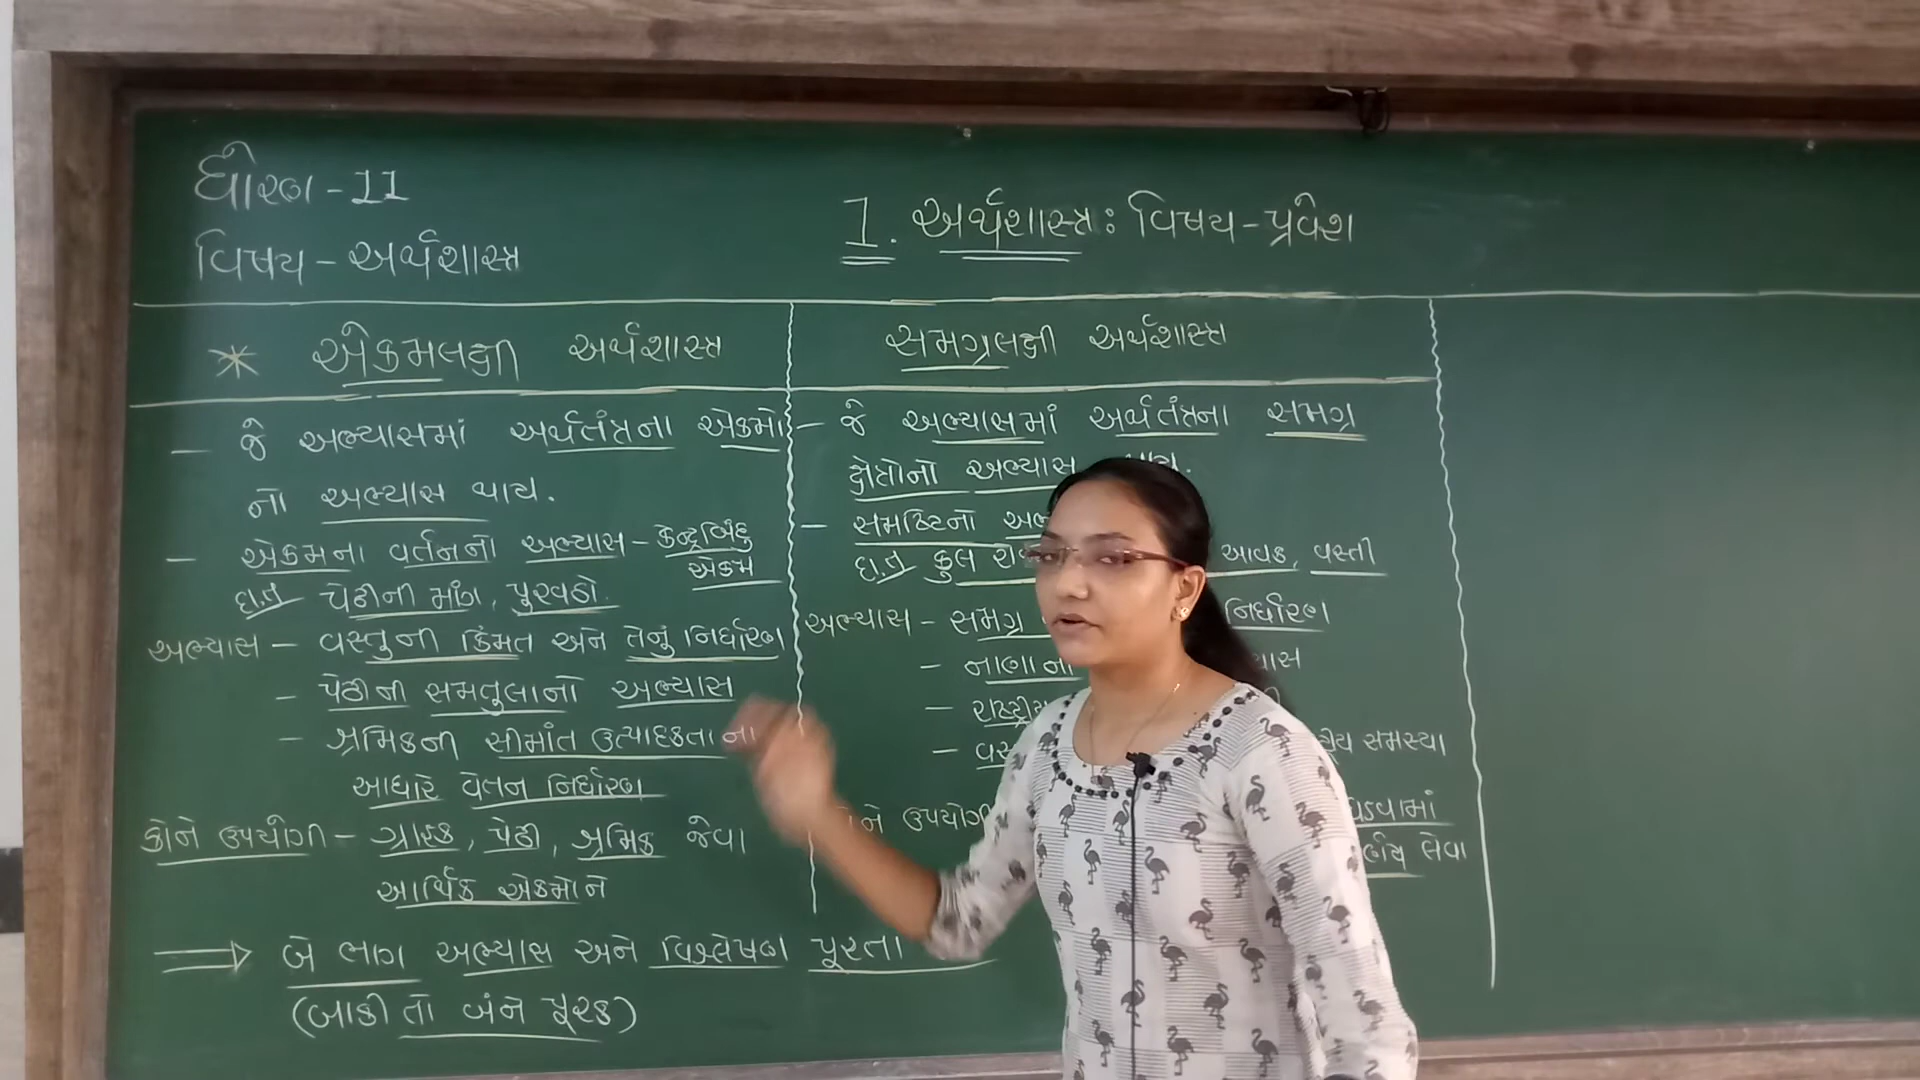 ધોરણ - 11
વિષય - અર્થશાસ્ત્ર
1. અર્થશાસ્ત્ર : વિષય - પ્રવેશ
* એકમલક્ષી અર્થશાસ્ત્ર
- જે અભ્યાસમાં અર્થતંત્રના એકમો
નો અભ્યાસ થાય.
- એકમના વર્તનનો અભ્યાસ - કેન્દ્રબિંદુ
એકમ
દા.ત પેઢીની માંગ, પૂરવઠો.
અભ્યાસ - વસ્તુની કિંમત અને તેનું નિર્ધારણ
- પેઢીની સમતુલાનો અભ્યાસ
- શ્રમિકની સીમાંત ઉત્પાદકતાના
આધારે વેતન નિર્ધારણ
કોને ઉપયોગી - ગ્રાહક, પેઢી, શ્રમિક જેવા
આર્થિક એકમોને
સમગ્રલક્ષી અર્થશાસ્ત્ર
- જે અભ્યાસમાં અર્થતંત્રના સમગ્ર
ક્ષેત્રોનો અભ્યાસ
- સમષ્ટિનો
દા.ત કુલ આવક, વસ્તી
અભ્યાસ - સમગ્ર નિર્ધારણ
- નાણાનો
-
- સમસ્યા
ઉપયોગી
લેવા
⇒ બે ભાગ અભ્યાસ અને વિશ્લેષણ પૂરતા
(બાકી તો બંને પૂરક)